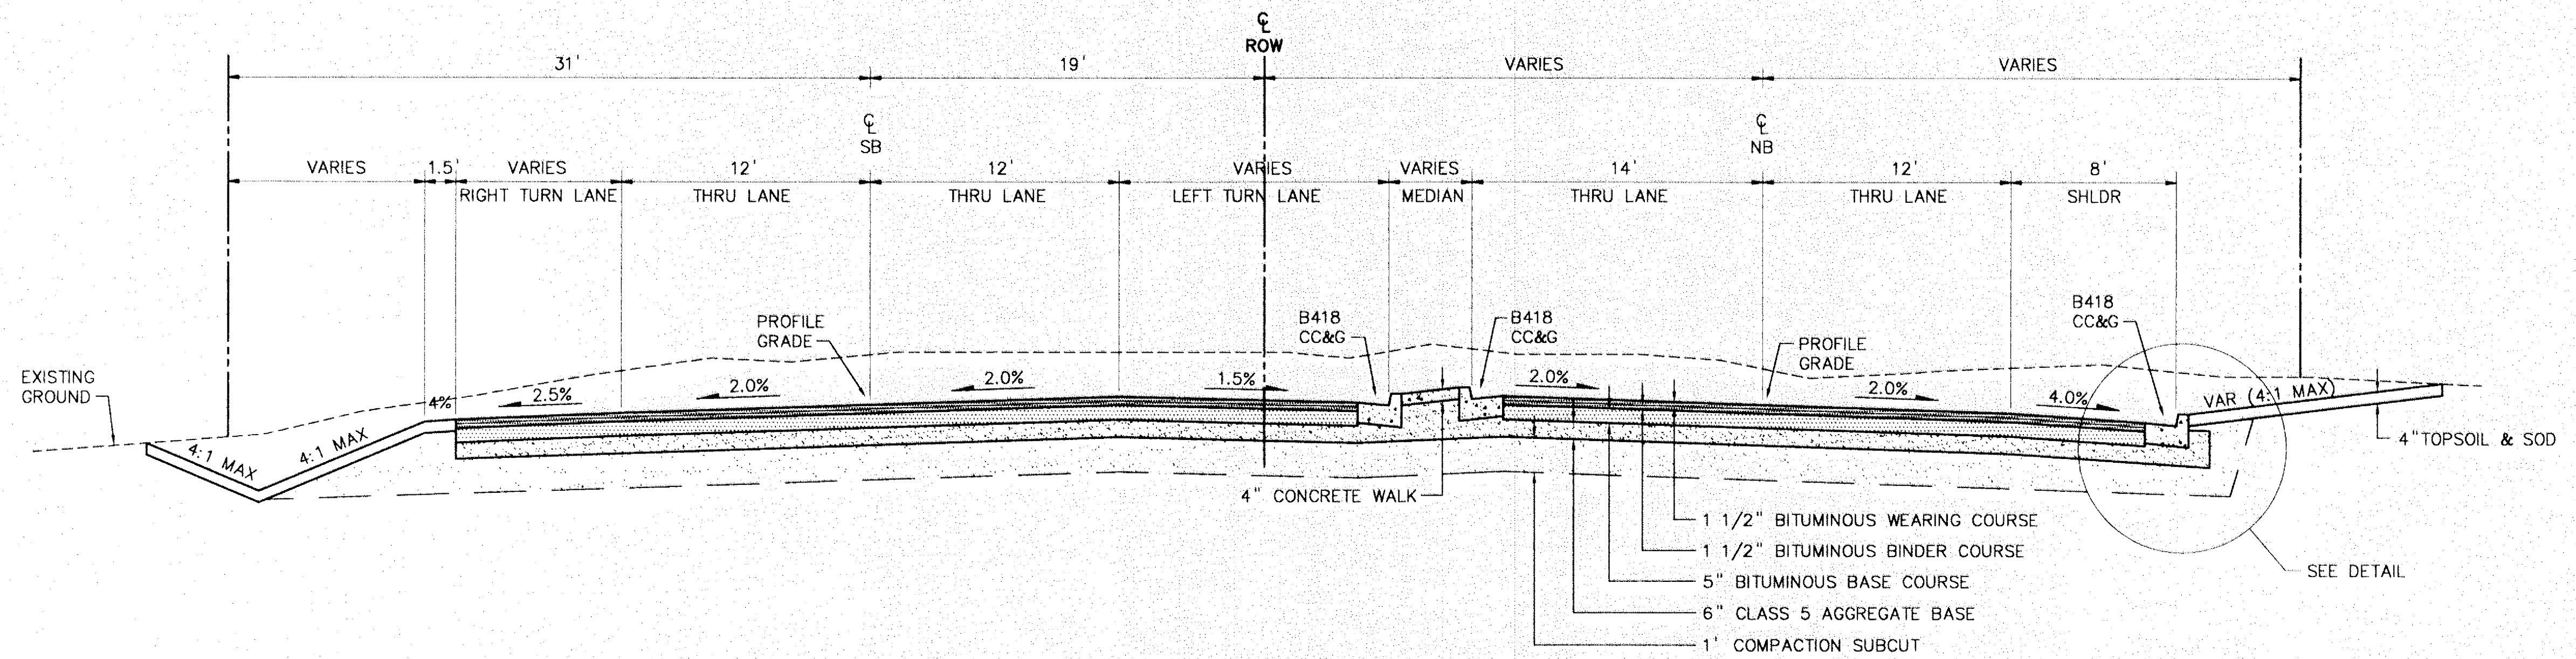 ℄
ROW
31'
19'
VARIES
VARIES
℄
SB
℄
NB
VARIES
1.5'
VARIES
12'
12'
VARIES
VARIES
14'
12'
8'
RIGHT TURN LANE
THRU LANE
THRU LANE
LEFT TURN LANE
MEDIAN
THRU LANE
THRU LANE
SHLDR
PROFILE
GRADE
B418
CC&G
B418
CC&G
PROFILE
GRADE
B418
CC&G
EXISTING
GROUND
4%
2.5%
2.0%
2.0%
1.5%
2.0%
2.0%
4.0%
VAR (4:1 MAX)
4:1 MAX
4:1 MAX
4" TOPSOIL & SOD
4" CONCRETE WALK
1 1/2" BITUMINOUS WEARING COURSE
1 1/2" BITUMINOUS BINDER COURSE
5" BITUMINOUS BASE COURSE
6" CLASS 5 AGGREGATE BASE
1' COMPACTION SUBCUT
SEE DETAIL